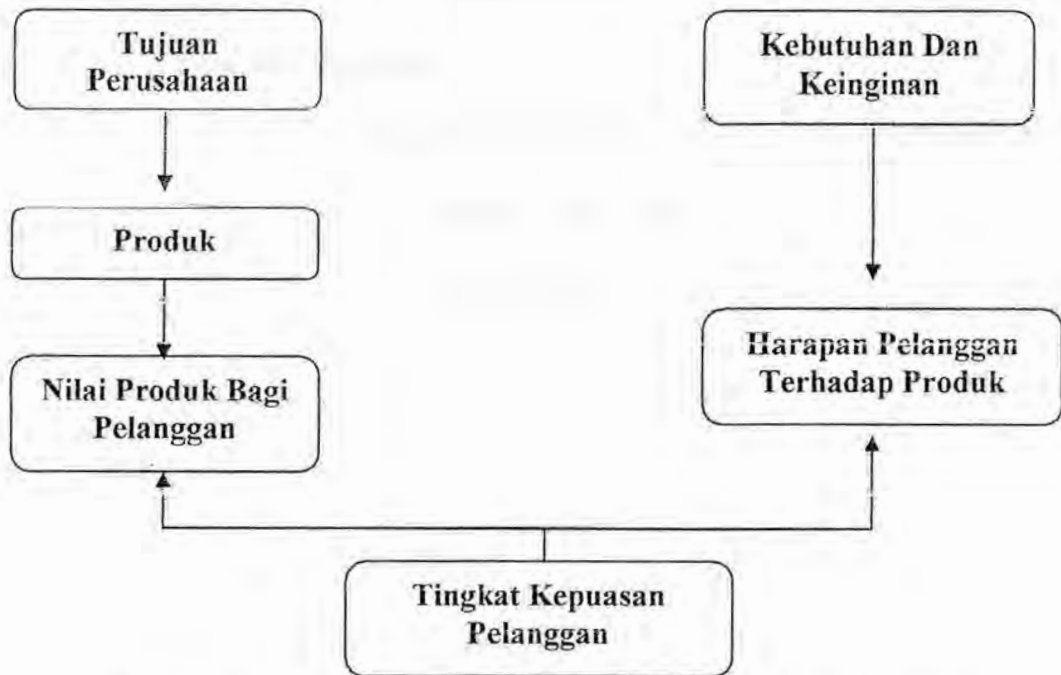 Tujuan
Perusahaan
Produk
Nilai Produk Bagi
Pelanggan
Kebutuhan Dan
Keinginan
Harapan Pelanggan
Terhadap Produk
Tingkat Kepuasan
Pelanggan